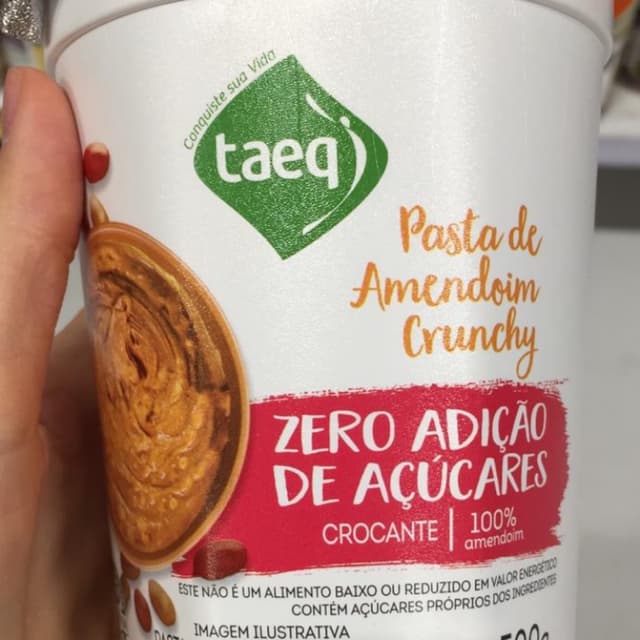 Conquiste sua Vida
taeq
Pasta de
Amendoim
Crunchy
ZERO ADIÇÃO
DE AÇÚCARES
CROCANTE | 100%
amendoim
ESTE NÃO É UM ALIMENTO BAIXO OU REDUZIDO EM VALOR ENERGÉTICO
CONTÉM AÇÚCARES PRÓPRIOS DOS INGREDIENTES
IMAGEM ILUSTRATIVA